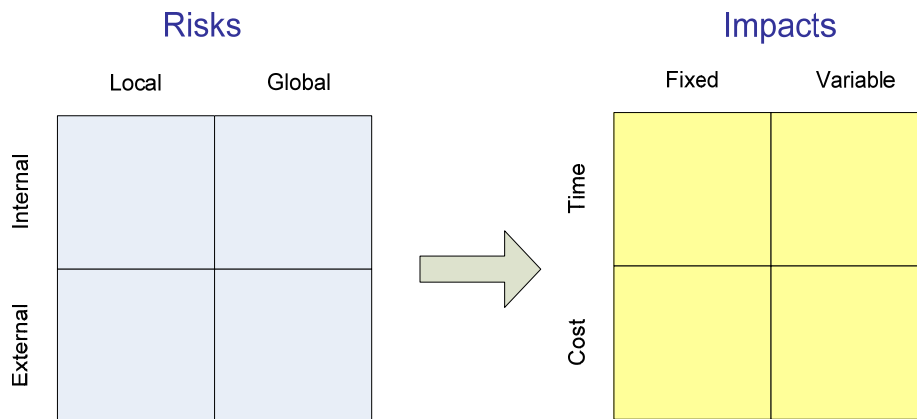 Risks
Impacts
Local Global
Fixed Variable
Internal
External
Time
Cost